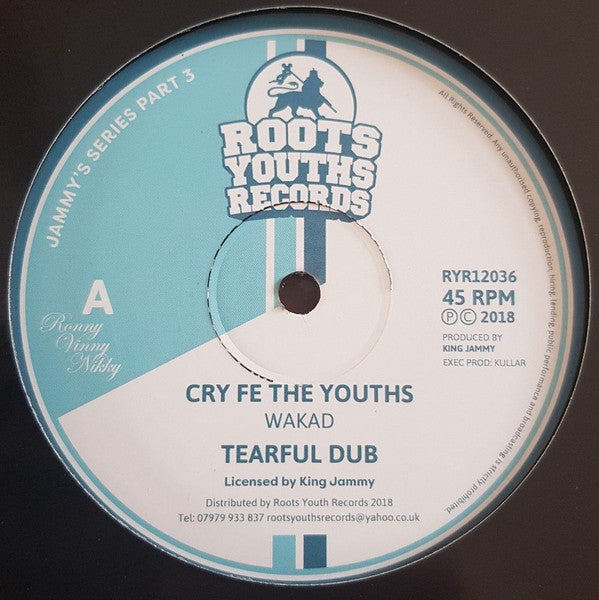 JAMMY'S SERIES PART 3
ROOTS
YOUTHS
RECORDS
All Rights Reserved. Any unauthorised copying, reproduction, hiring, lending, public performance and broadcasting is strictly prohibited.
A
Ronny
Vinny
Nikky
RYR12036
45 RPM
Ⓟ Ⓒ 2018
PRODUCED BY
KING JAMMY
EXEC PROD: KULLAR
CRY FE THE YOUTHS
WAKAD
TEARFUL DUB
Licensed by King Jammy
Distributed by Roots Youth Records 2018
Tel: 07979 933 837 rootsyouthsrecords@yahoo.co.uk